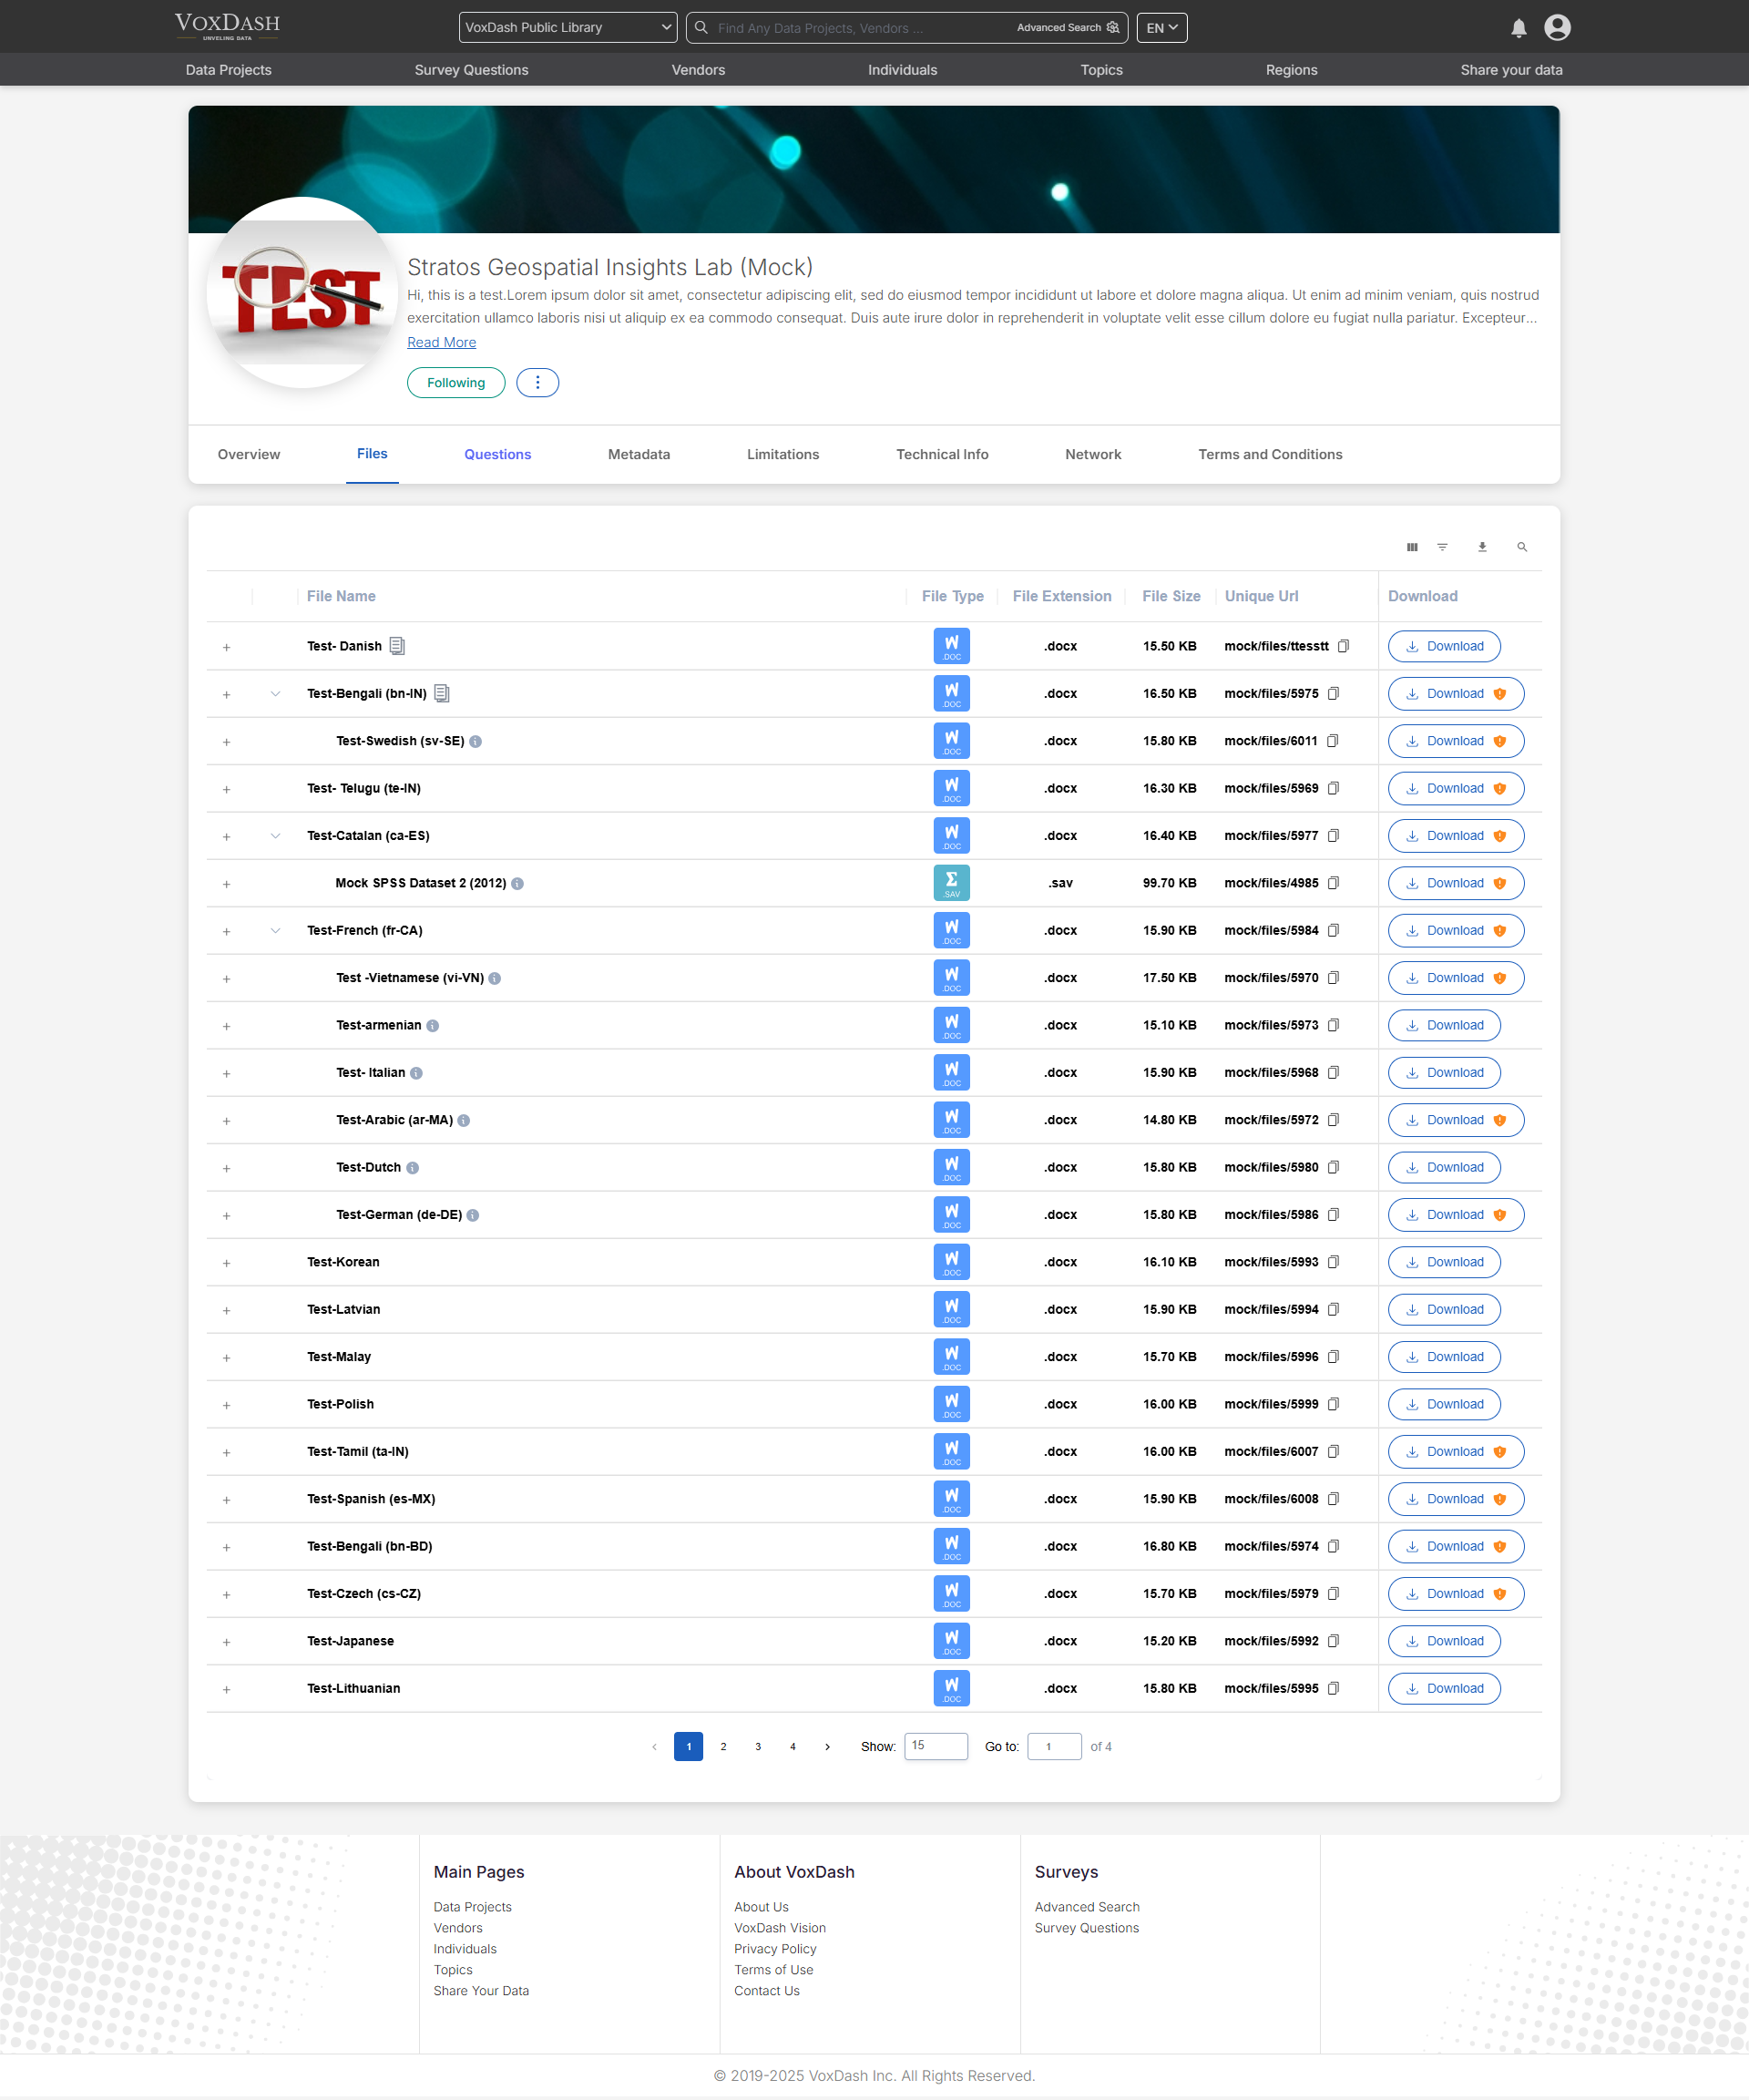 VOXDASH
UNVEILING DATA
VoxDash Public Library
Find Any Data Projects, Vendors ...
Advanced Search
EN
Data Projects
Survey Questions
Vendors
Individuals
Topics
Regions
Share your data
TEST
Stratos Geospatial Insights Lab (Mock)
Hi, this is a test.Lorem ipsum dolor sit amet, consectetur adipiscing elit, sed do eiusmod tempor incididunt ut labore et dolore magna aliqua. Ut enim ad minim veniam, quis nostrud
exercitation ullamco laboris nisi ut aliquip ex ea commodo consequat. Duis aute irure dolor in reprehenderit in voluptate velit esse cillum dolore eu fugiat nulla pariatur. Excepteur...
Read More
Following
Overview
Files
Questions
Metadata
Limitations
Technical Info
Network
Terms and Conditions
File Name File Type File Extension File Size Unique Url Download
Test- Danish W .DOC .docx 15.50 KB mock/files/ttesstt Download
Test-Bengali (bn-IN) W .DOC .docx 16.50 KB mock/files/5975 Download
Test-Swedish (sv-SE) W .DOC .docx 15.80 KB mock/files/6011 Download
Test- Telugu (te-IN) W .DOC .docx 16.30 KB mock/files/5969 Download
Test-Catalan (ca-ES) W .DOC .docx 16.40 KB mock/files/5977 Download
Mock SPSS Dataset 2 (2012) Σ .SAV .sav 99.70 KB mock/files/4985 Download
Test-French (fr-CA) W .DOC .docx 15.90 KB mock/files/5984 Download
Test -Vietnamese (vi-VN) W .DOC .docx 17.50 KB mock/files/5970 Download
Test-armenian W .DOC .docx 15.10 KB mock/files/5973 Download
Test- Italian W .DOC .docx 15.90 KB mock/files/5968 Download
Test-Arabic (ar-MA) W .DOC .docx 14.80 KB mock/files/5972 Download
Test-Dutch W .DOC .docx 15.80 KB mock/files/5980 Download
Test-German (de-DE) W .DOC .docx 15.80 KB mock/files/5986 Download
Test-Korean W .DOC .docx 16.10 KB mock/files/5993 Download
Test-Latvian W .DOC .docx 15.90 KB mock/files/5994 Download
Test-Malay W .DOC .docx 15.70 KB mock/files/5996 Download
Test-Polish W .DOC .docx 16.00 KB mock/files/5999 Download
Test-Tamil (ta-IN) W .DOC .docx 16.00 KB mock/files/6007 Download
Test-Spanish (es-MX) W .DOC .docx 15.90 KB mock/files/6008 Download
Test-Bengali (bn-BD) W .DOC .docx 16.80 KB mock/files/5974 Download
Test-Czech (cs-CZ) W .DOC .docx 15.70 KB mock/files/5979 Download
Test-Japanese W .DOC .docx 15.20 KB mock/files/5992 Download
Test-Lithuanian W .DOC .docx 15.80 KB mock/files/5995 Download
1 2 3 4 Show: 15 Go to: 1 of 4
Main Pages
Data Projects
Vendors
Individuals
Topics
Share Your Data
About VoxDash
About Us
VoxDash Vision
Privacy Policy
Terms of Use
Contact Us
Surveys
Advanced Search
Survey Questions
© 2019-2025 VoxDash Inc. All Rights Reserved.